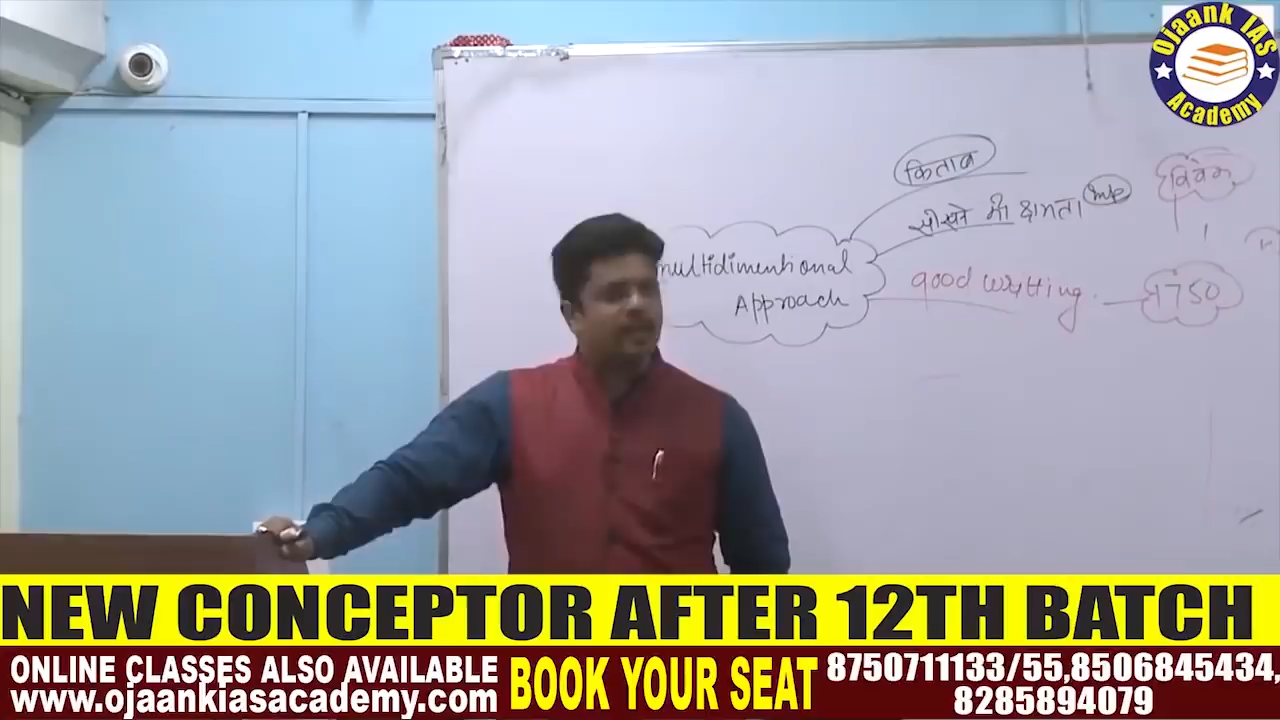 Ojaank IAS
Academy
किताब
सीखने की क्षमता
Imp
विवेक
multidimentional
Approach
good wrytting.
1750
NEW CONCEPTOR AFTER 12TH BATCH
ONLINE CLASSES ALSO AVAILABLE
www.ojaankiasacademy.com
BOOK YOUR SEAT
8750711133/55,8506845434,
8285894079